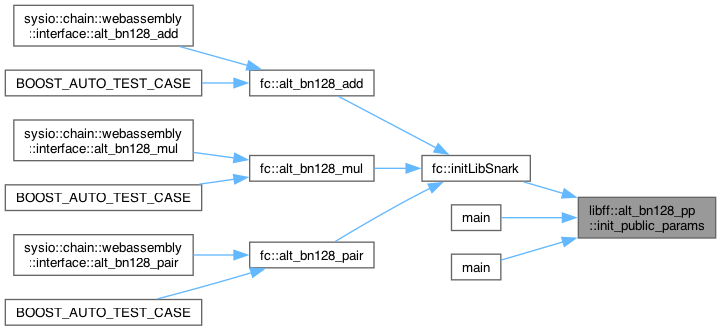 sysio::chain::webassembly
::interface::alt_bn128_add
BOOST_AUTO_TEST_CASE
fc::alt_bn128_add
sysio::chain::webassembly
::interface::alt_bn128_mul
BOOST_AUTO_TEST_CASE
fc::alt_bn128_mul
fc::initLibSnark
main
main
libff::alt_bn128_pp
::init_public_params
sysio::chain::webassembly
::interface::alt_bn128_pair
BOOST_AUTO_TEST_CASE
fc::alt_bn128_pair